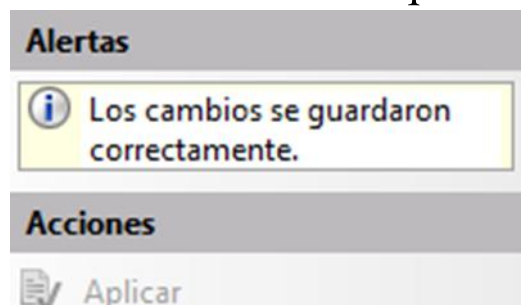 Alertas
Los cambios se guardaron
correctamente.
Acciones
Aplicar